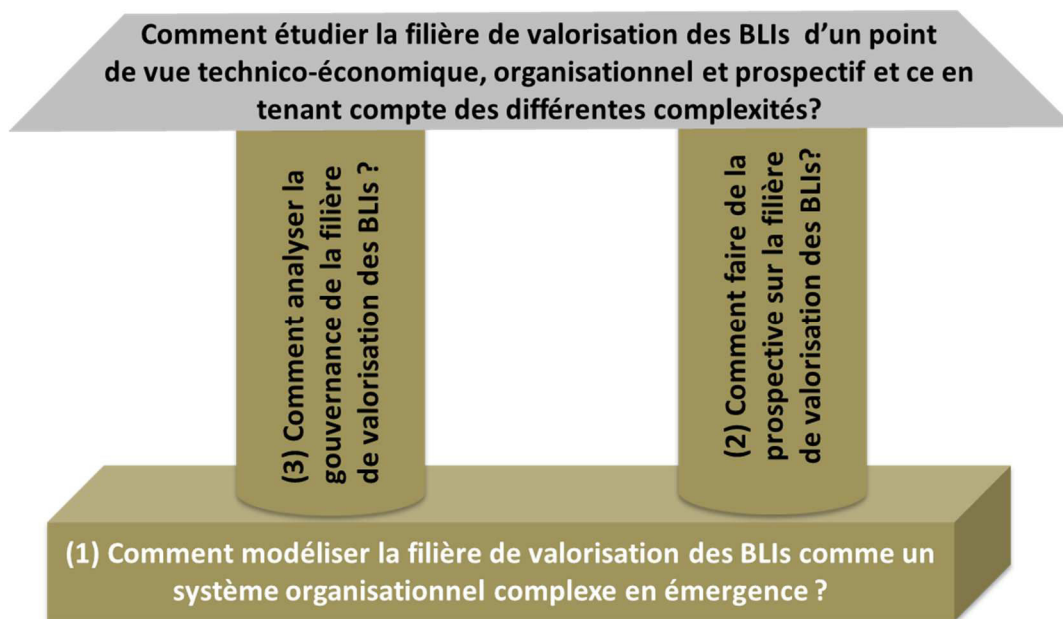 Comment étudier la filière de valorisation des BLIs d’un point
de vue technico-économique, organisationnel et prospectif et ce en
tenant compte des différentes complexités?
(3) Comment analyser la
gouvernance de la filière
de valorisation des BLIs ?
(2) Comment faire de la
prospective sur la filière
de valorisation des BLIs?
(1) Comment modéliser la filière de valorisation des BLIs comme un
système organisationnel complexe en émergence ?